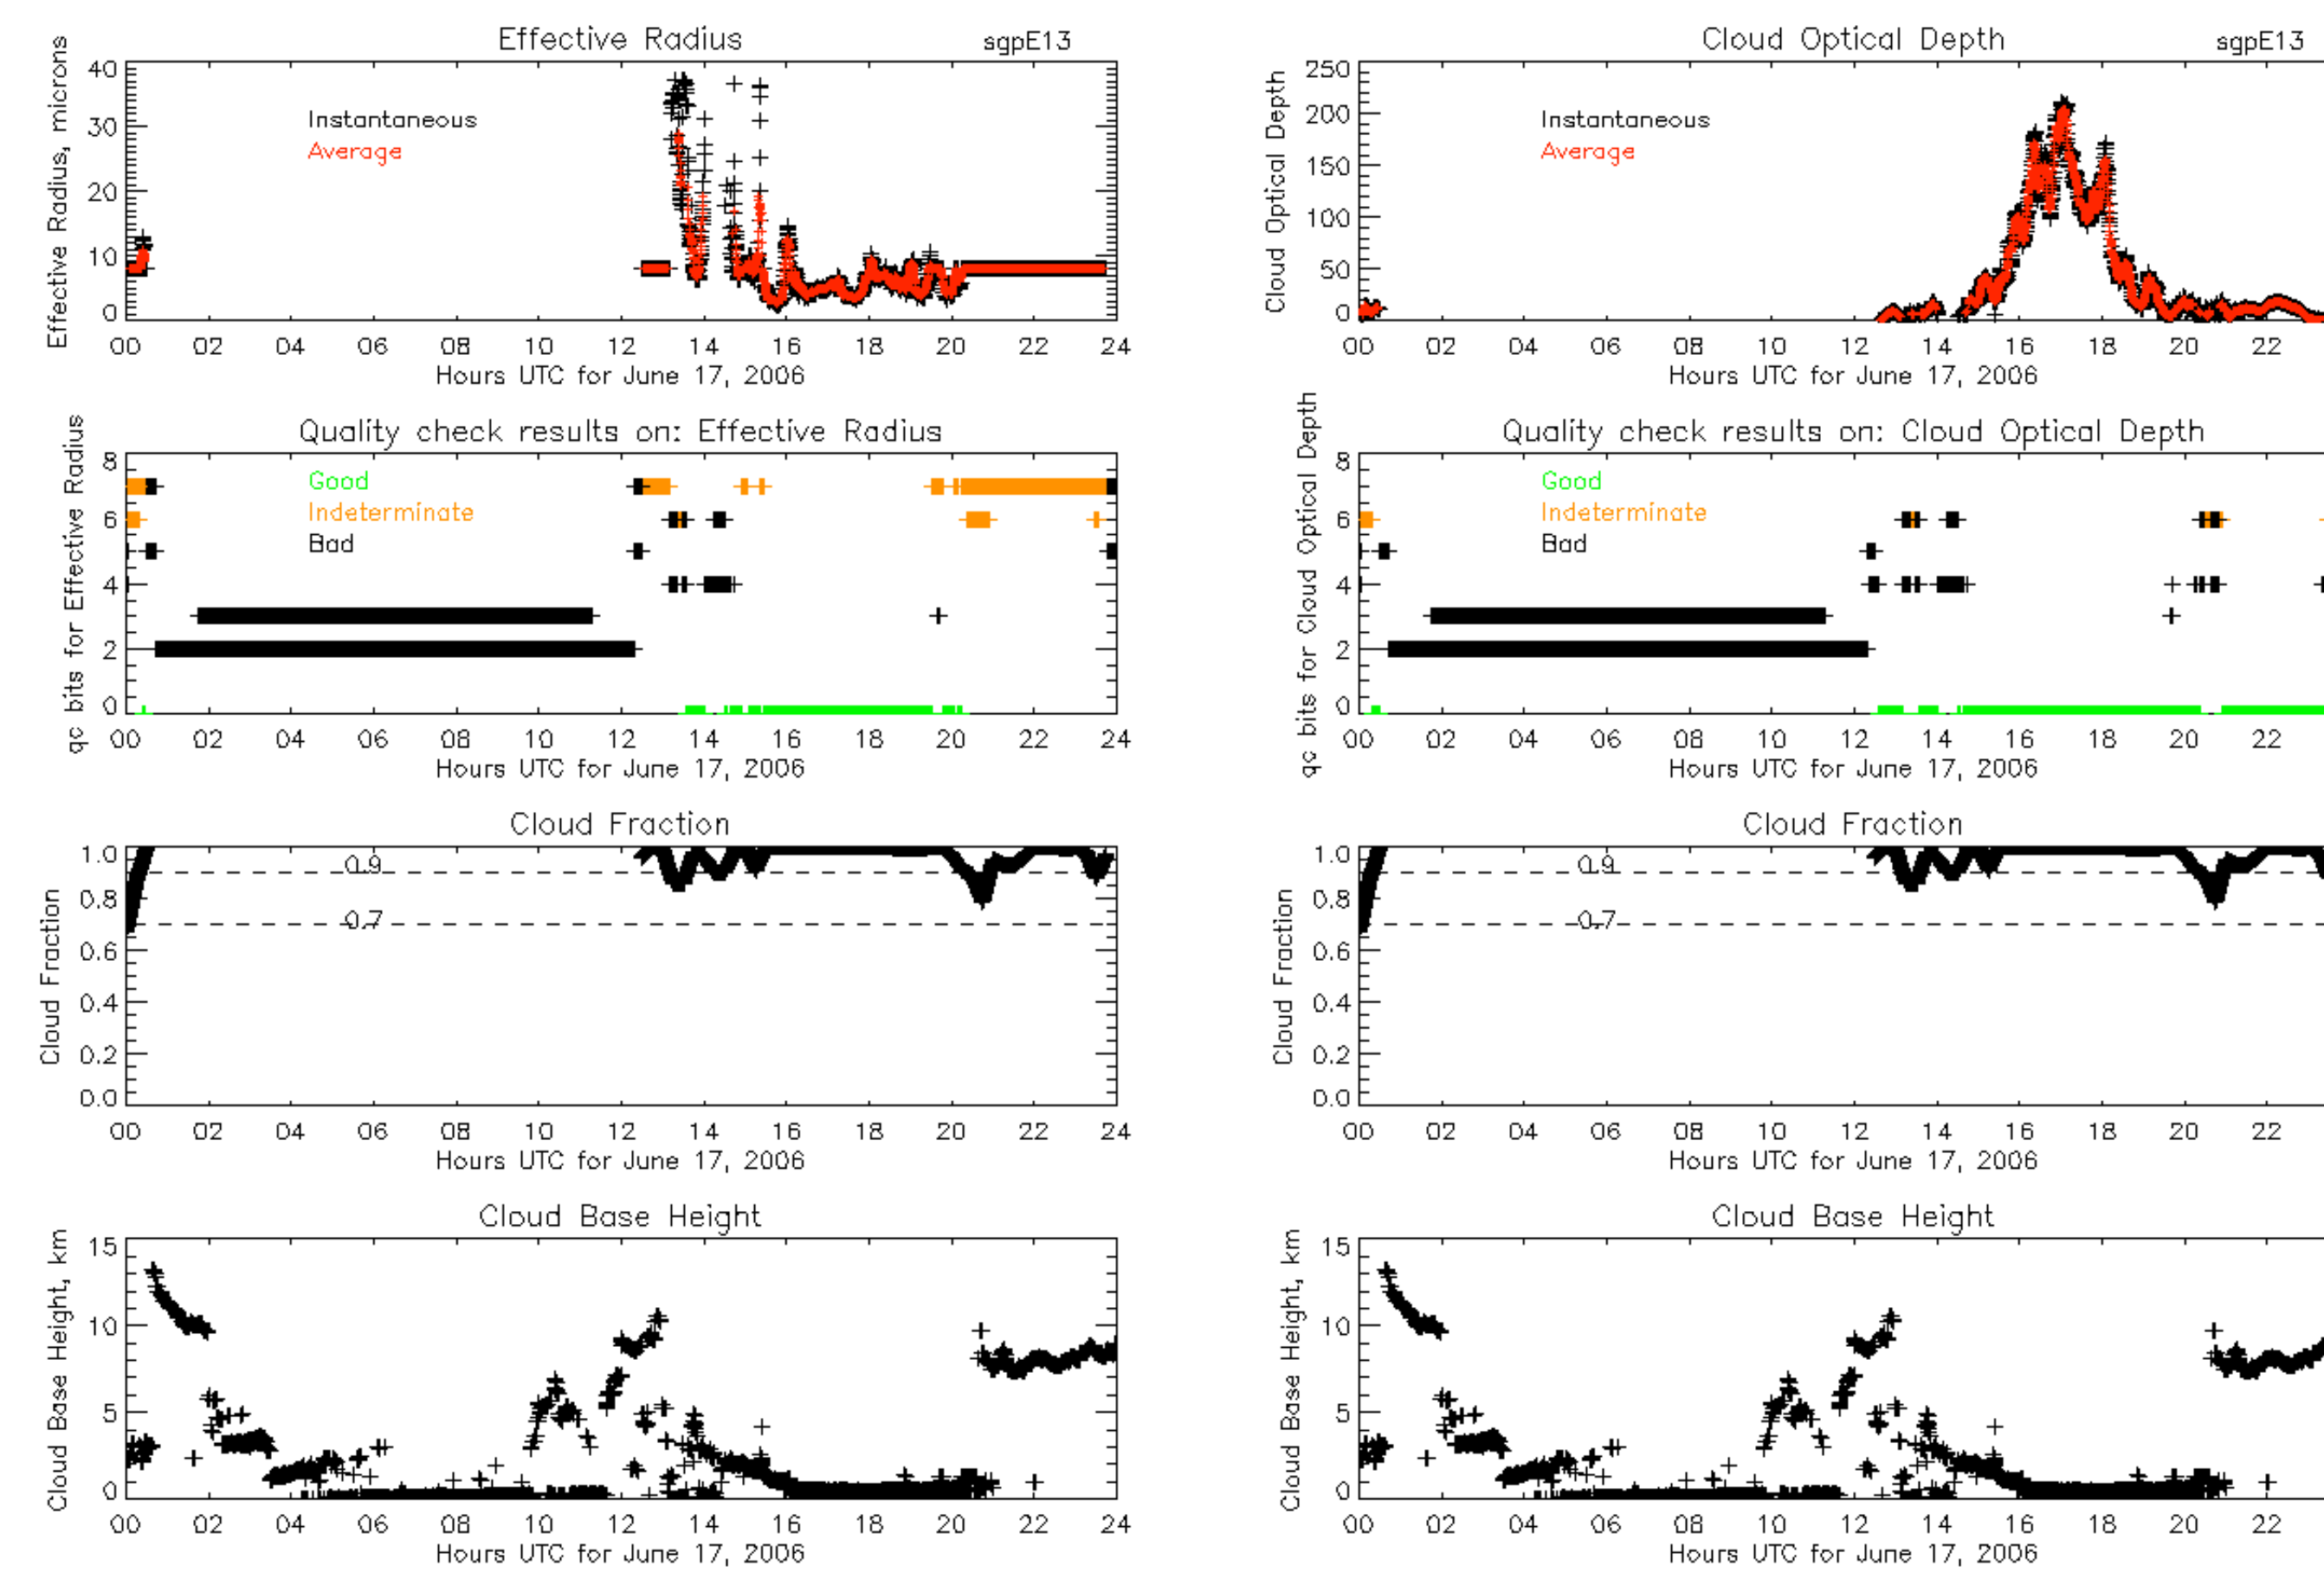 Effective Radius sgpE13
Effective Radius, microns
40
30
20
10
0
Instantaneous
Average
00 02 04 06 08 10 12 14 16 18 20 22 24
Hours UTC for June 17, 2006
Cloud Optical Depth sgpE13
Cloud Optical Depth
250
200
150
100
50
0
Instantaneous
Average
00 02 04 06 08 10 12 14 16 18 20 22
Hours UTC for June 17, 2006
Quality check results on: Effective Radius
qc bits for Effective Radius
8
6
4
2
0
Good
Indeterminate
Bad
00 02 04 06 08 10 12 14 16 18 20 22 24
Hours UTC for June 17, 2006
Quality check results on: Cloud Optical Depth
qc bits for Cloud Optical Depth
8
6
4
2
0
Good
Indeterminate
Bad
00 02 04 06 08 10 12 14 16 18 20 22
Hours UTC for June 17, 2006
Cloud Fraction
Cloud Fraction
1.0
0.8
0.6
0.4
0.2
0.0
0.9
0.7
00 02 04 06 08 10 12 14 16 18 20 22 24
Hours UTC for June 17, 2006
Cloud Fraction
Cloud Fraction
1.0
0.8
0.6
0.4
0.2
0.0
0.9
0.7
00 02 04 06 08 10 12 14 16 18 20 22
Hours UTC for June 17, 2006
Cloud Base Height
Cloud Base Height, km
15
10
5
0
00 02 04 06 08 10 12 14 16 18 20 22 24
Hours UTC for June 17, 2006
Cloud Base Height
Cloud Base Height, km
15
10
5
0
00 02 04 06 08 10 12 14 16 18 20 22
Hours UTC for June 17, 2006